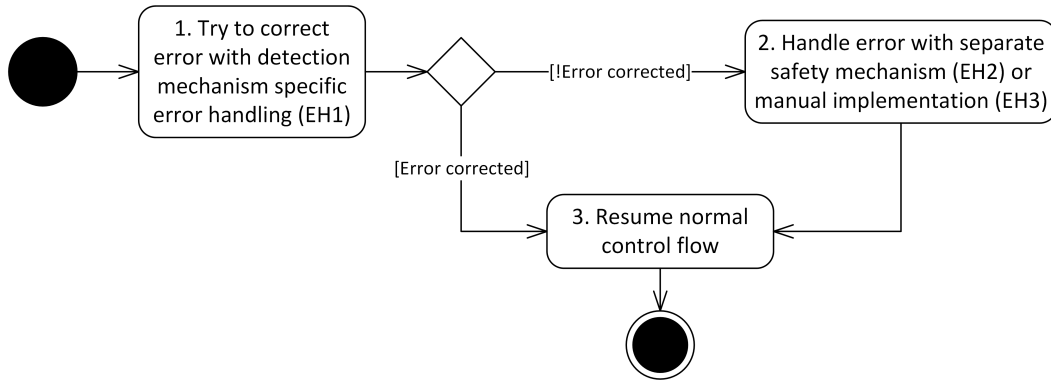 1. Try to correct
error with detection
mechanism specific
error handling (EH1)
[!Error corrected]
2. Handle error with separate
safety mechanism (EH2) or
manual implementation (EH3)
[Error corrected]
3. Resume normal
control flow